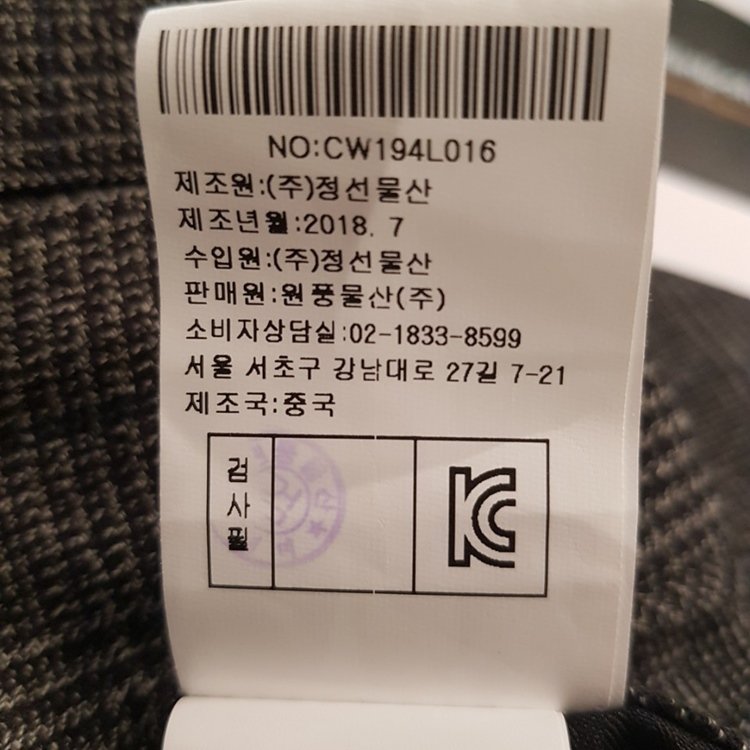 NO:CW194L016
제조원:(주)정선물산
제조년월:2018. 7
수입원:(주)정선물산
판매원:원풍물산(주)
소비자상담실:02-1833-8599
서울 서초구 강남대로 27길 7-21
제조국:중국
검사필
KC